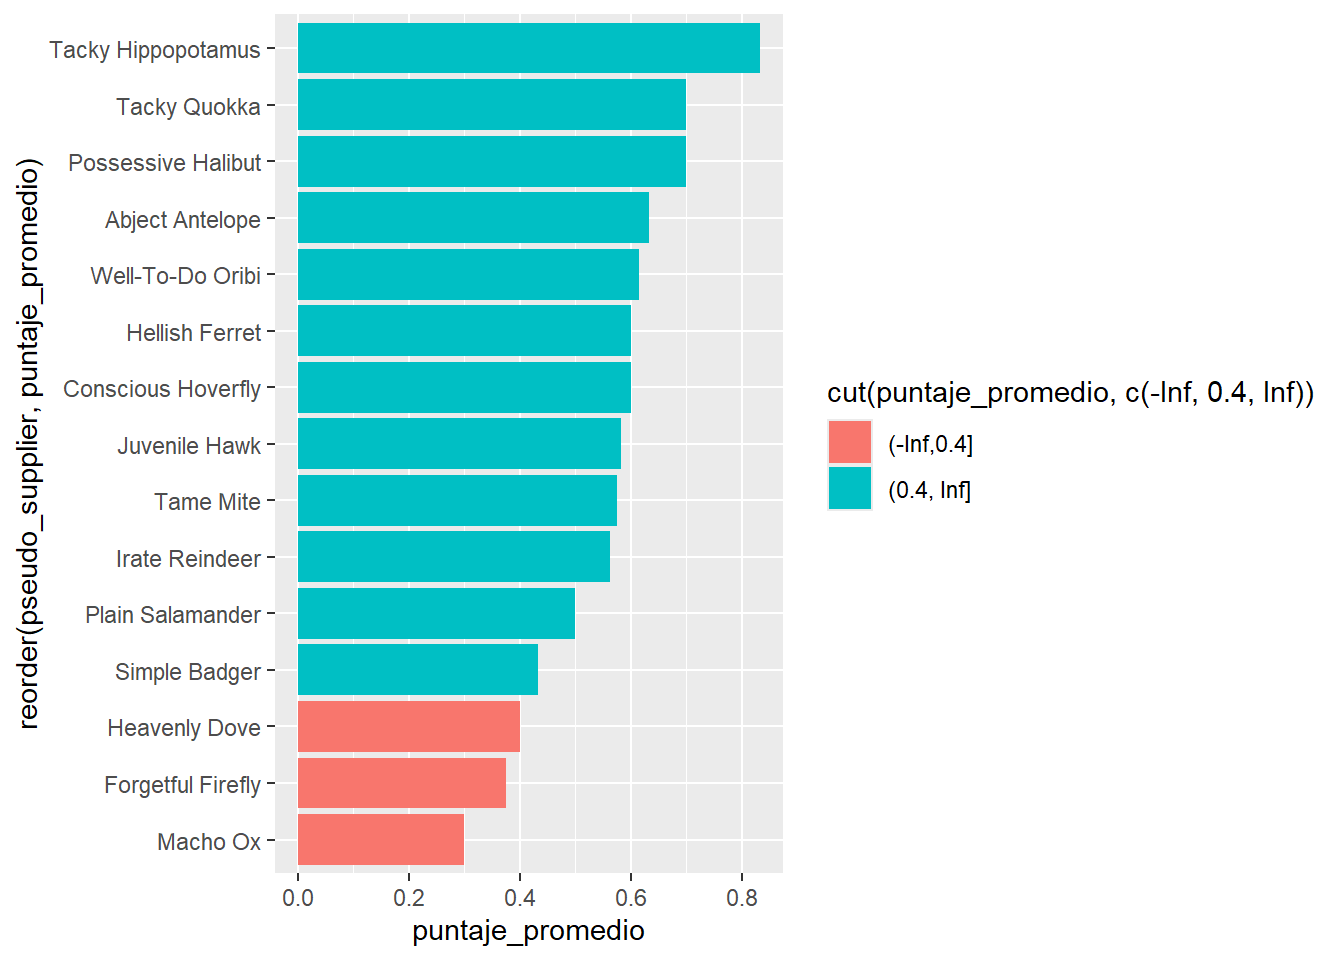 Tacky Hippopotamus
Tacky Quokka
Possessive Halibut
Abject Antelope
Well-To-Do Oribi
Hellish Ferret
Conscious Hoverfly
Juvenile Hawk
Tame Mite
Irate Reindeer
Plain Salamander
Simple Badger
Heavenly Dove
Forgetful Firefly
Macho Ox
reorder(pseudo_supplier, puntaje_promedio)
0.0 0.2 0.4 0.6 0.8
puntaje_promedio
cut(puntaje_promedio, c(-Inf, 0.4, Inf))
(-Inf,0.4]
(0.4, Inf]